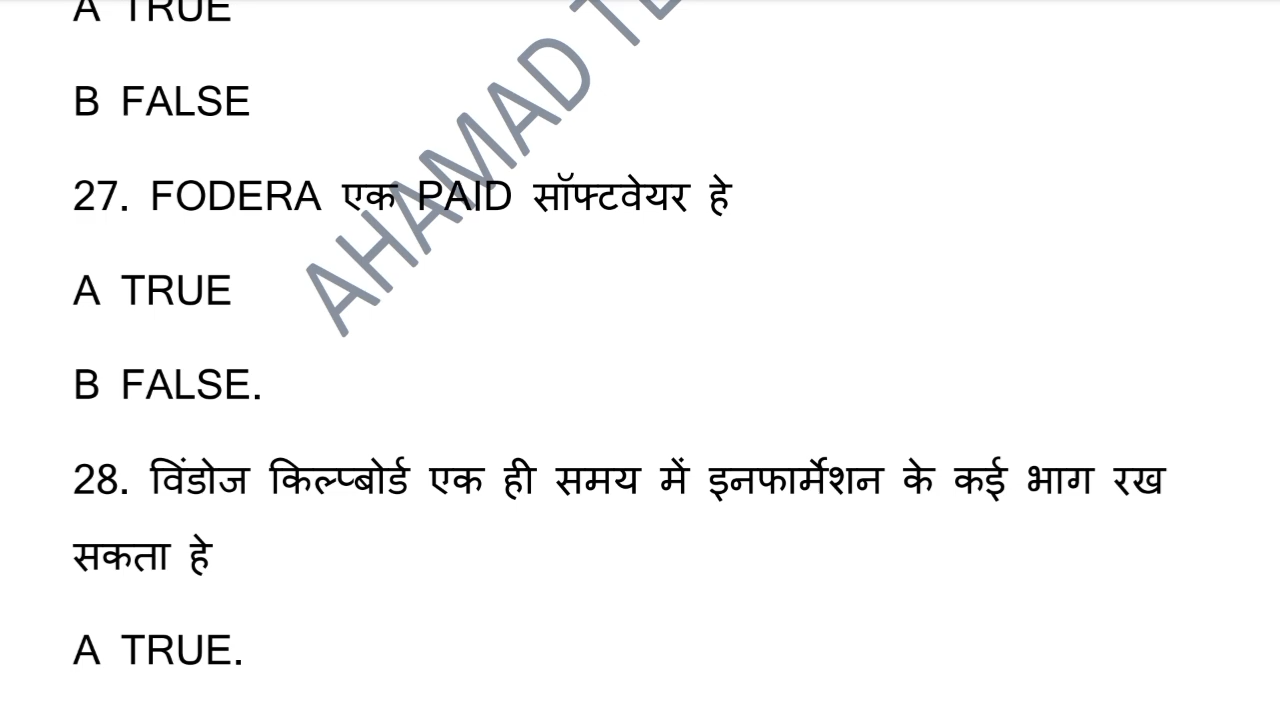 A TRUE
B FALSE
27. FODERA एक PAID सॉफ्टवेयर हे
A TRUE
B FALSE.
28. विंडोज किल्प्बोर्ड एक ही समय में इनफार्मेशन के कई भाग रख
सकता हे
A TRUE.
AHAMAD